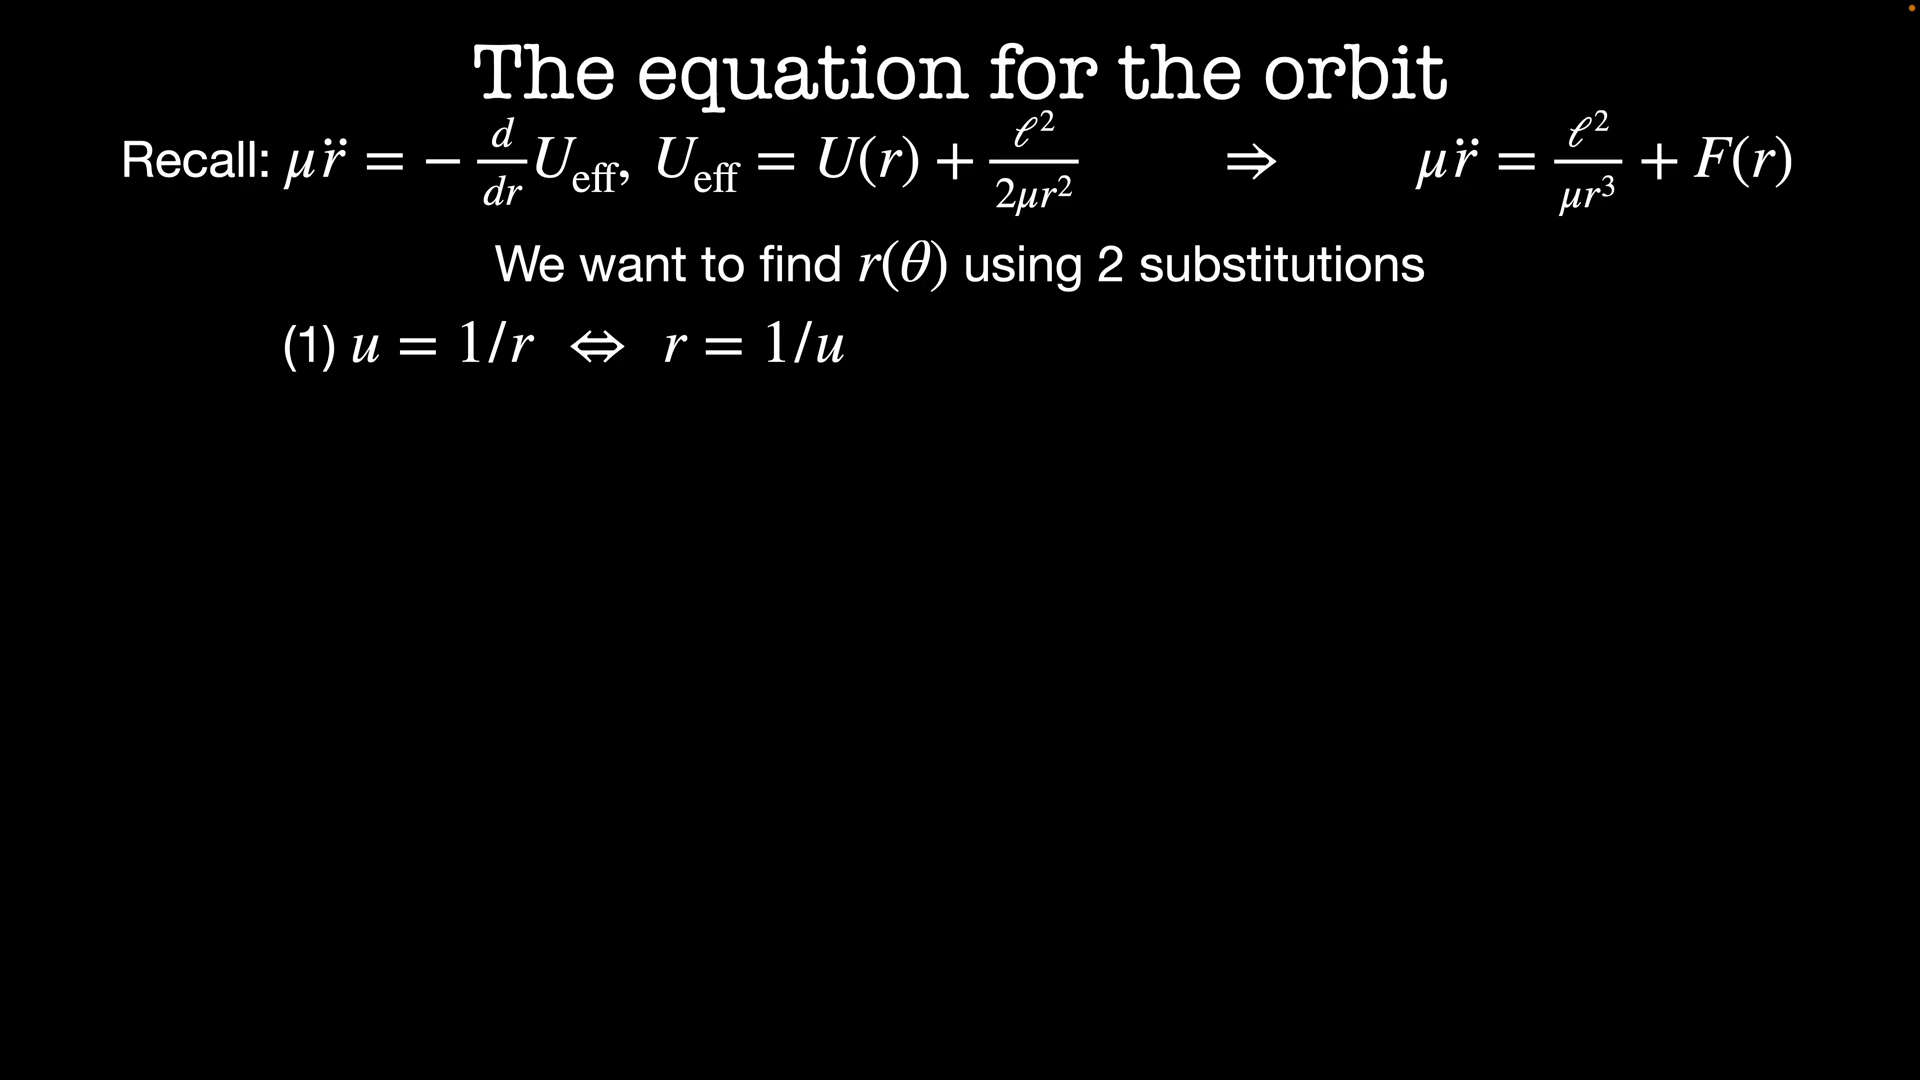 The equation for the orbit
Recall: μr̈ = − d/dr U_eff, U_eff = U(r) + ℓ²/2μr² ⇒ μr̈ = ℓ²/μr³ + F(r)
We want to find r(θ) using 2 substitutions
(1) u = 1/r ⇔ r = 1/u